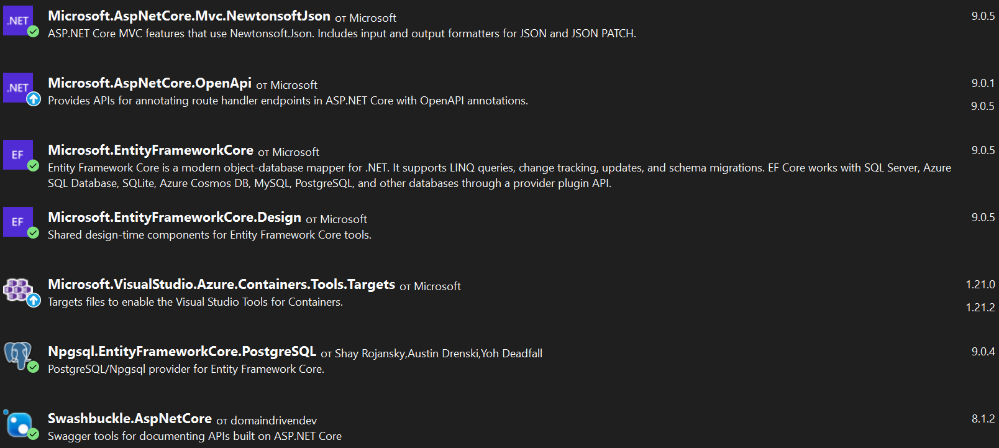 .NET
Microsoft.AspNetCore.Mvc.NewtonsoftJson от Microsoft 9.0.5
ASP.NET Core MVC features that use Newtonsoft.Json. Includes input and output formatters for JSON and JSON PATCH.
.NET
Microsoft.AspNetCore.OpenApi от Microsoft 9.0.1
Provides APIs for annotating route handler endpoints in ASP.NET Core with OpenAPI annotations.
9.0.5
EF
Microsoft.EntityFrameworkCore от Microsoft 9.0.5
Entity Framework Core is a modern object-database mapper for .NET. It supports LINQ queries, change tracking, updates, and schema migrations. EF Core works with SQL Server, Azure
SQL Database, SQLite, Azure Cosmos DB, MySQL, PostgreSQL, and other databases through a provider plugin API.
EF
Microsoft.EntityFrameworkCore.Design от Microsoft 9.0.5
Shared design-time components for Entity Framework Core tools.
Microsoft.VisualStudio.Azure.Containers.Tools.Targets от Microsoft 1.21.0
Targets files to enable the Visual Studio Tools for Containers.
1.21.2
Npgsql.EntityFrameworkCore.PostgreSQL от Shay Rojansky,Austin Drenski,Yoh Deadfall 9.0.4
PostgreSQL/Npgsql provider for Entity Framework Core.
Swashbuckle.AspNetCore от domaindrivendev 8.1.2
Swagger tools for documenting APIs built on ASP.NET Core